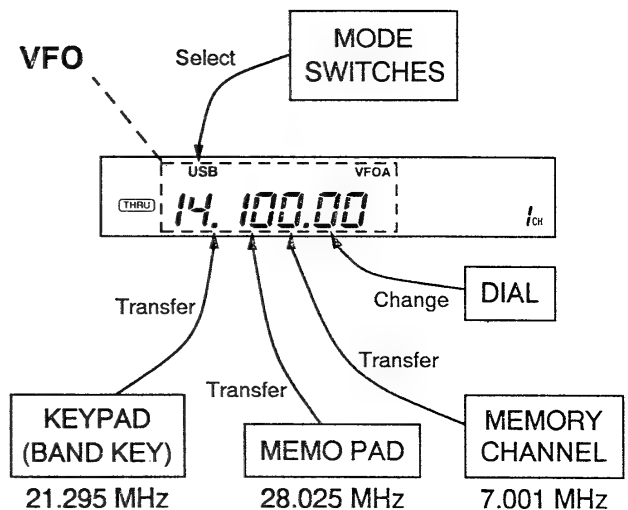 VFO
Select
MODE
SWITCHES
USB
VFOA
THRU
14.100.00
1CH
Transfer
Change
DIAL
Transfer
Transfer
KEYPAD
(BAND KEY)
MEMO PAD
MEMORY
CHANNEL
21.295 MHz
28.025 MHz
7.001 MHz